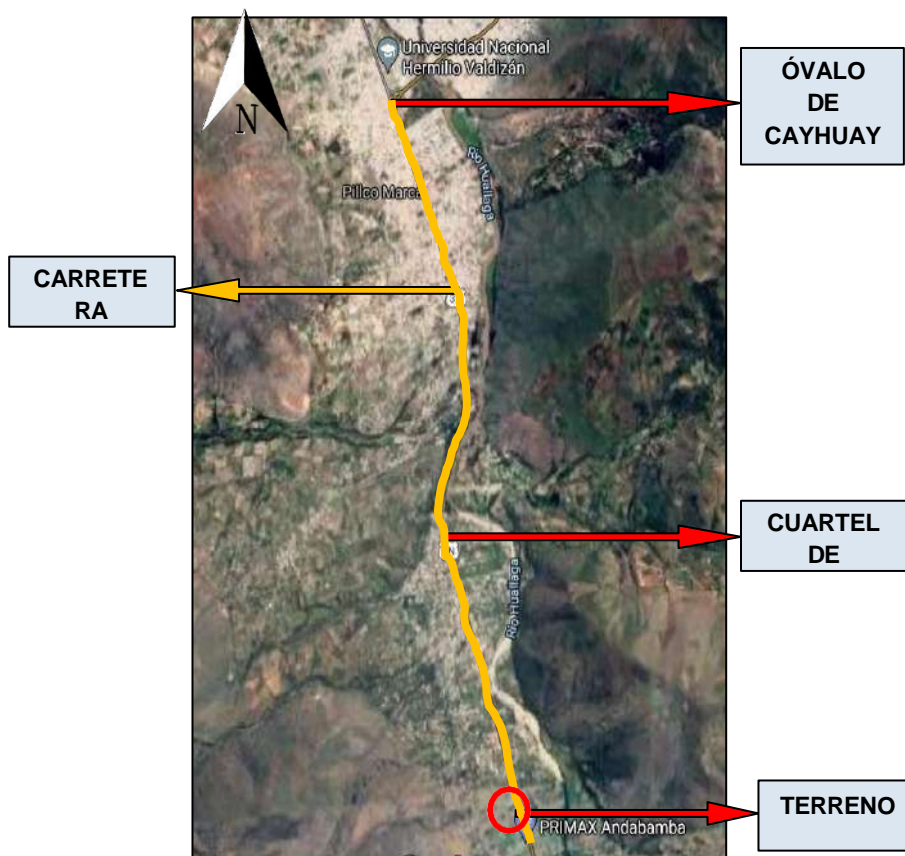 N
Universidad Nacional
Hermilio Valdizán
ÓVALO
DE
CAYHUAY
Río Huallaga
Pillco Marca
CARRETE
RA
CUARTEL
DE
Río Huallaga
TERRENO
PRIMAX Andabamba